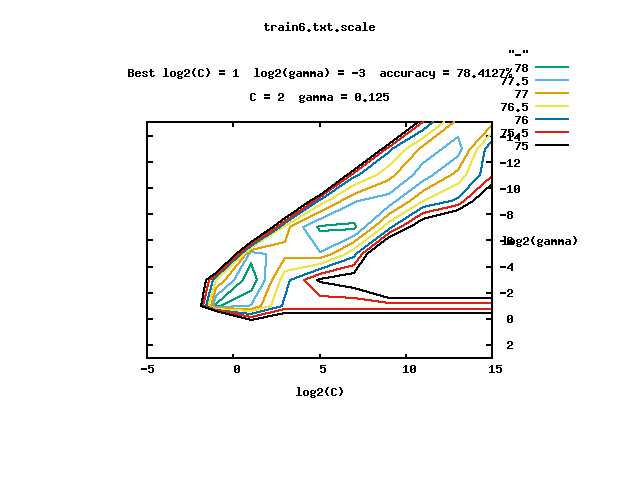 train6.txt.scale
"-"
Best log2(C) = 1  log2(gamma) = -3  accuracy = 78.4127%
78
77.5
C = 2  gamma = 0.125
77
76.5
76
75.5
75
-14
-12
-10
-8
-6
log2(gamma)
-4
-2
0
2
-5 0 5 10 15
log2(C)